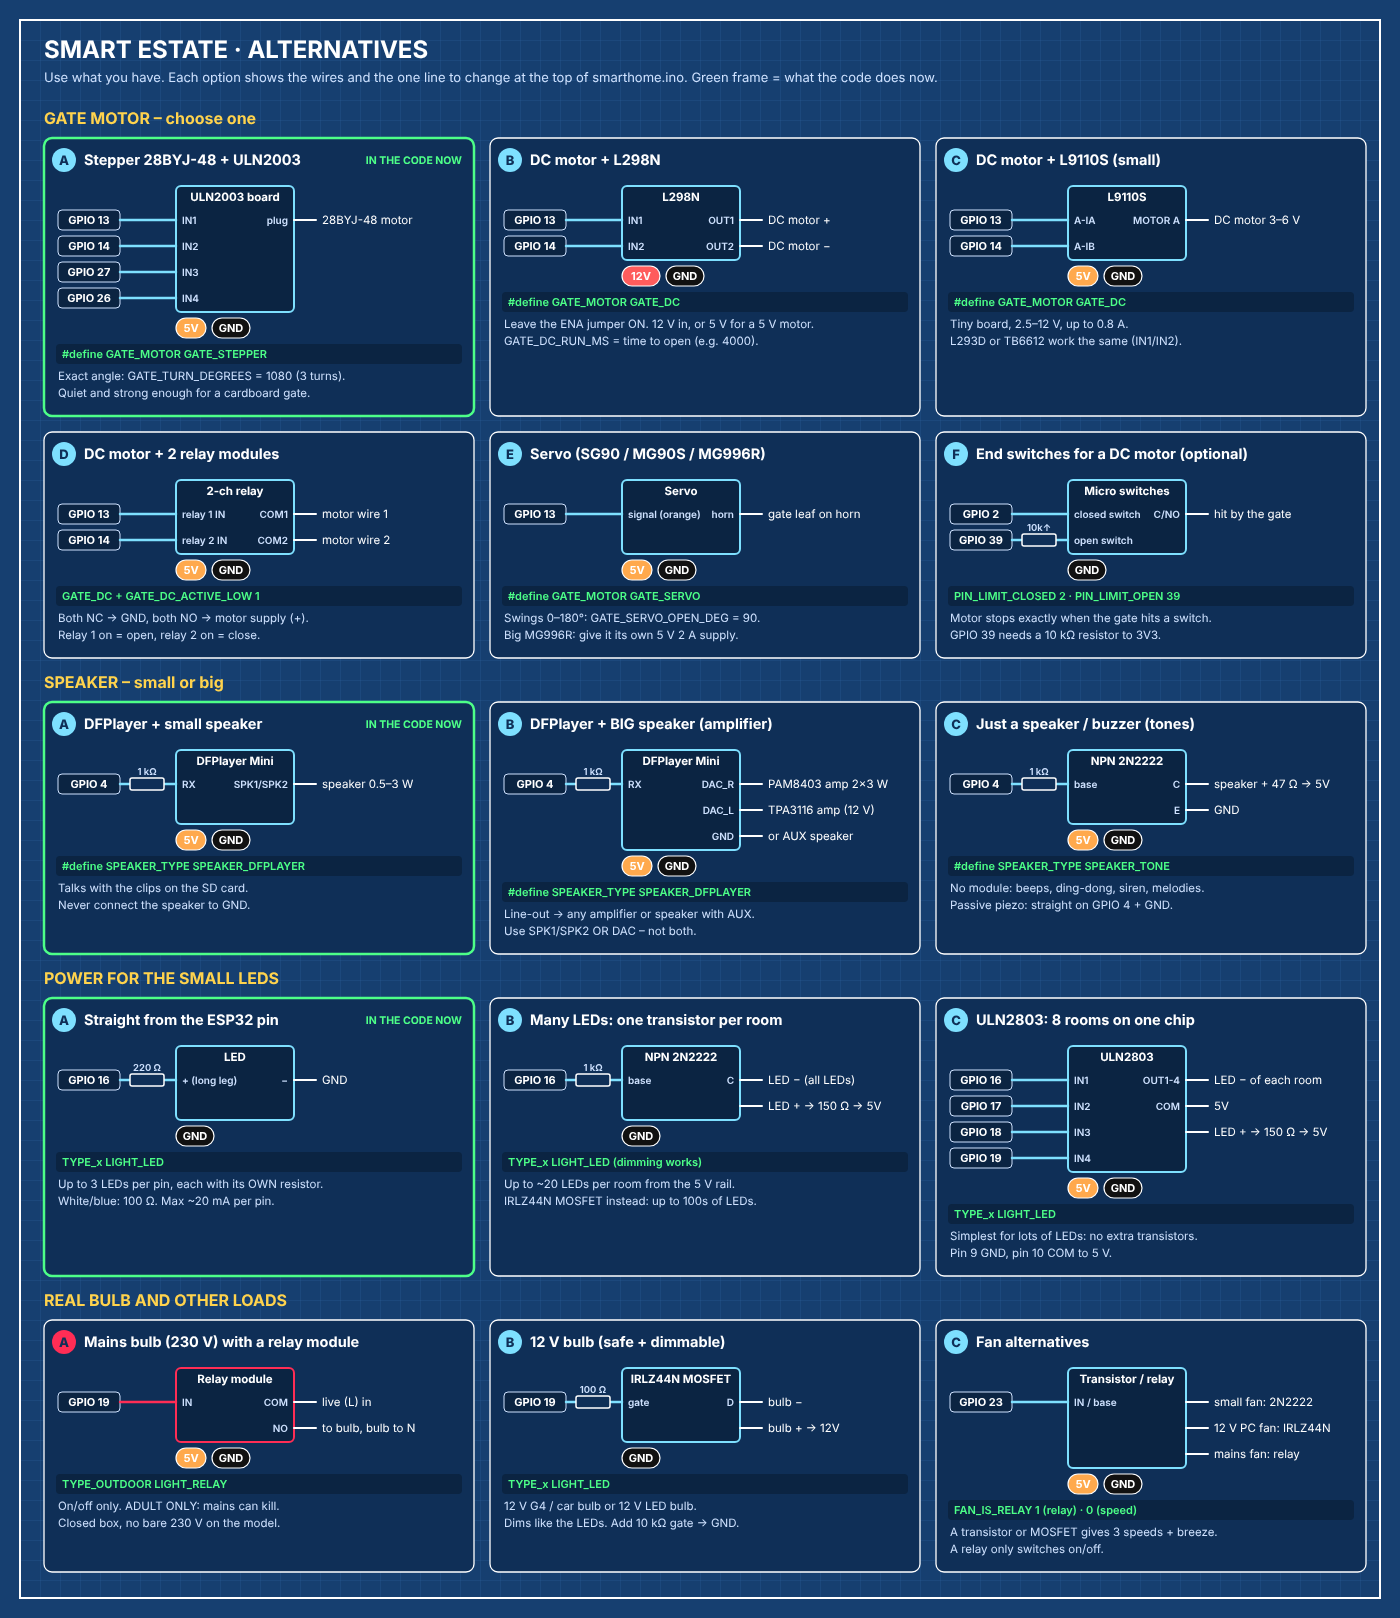 SMART ESTATE · ALTERNATIVES
Use what you have. Each option shows the wires and the one line to change at the top of smarthome.ino. Green frame = what the code does now.
GATE MOTOR – choose one
A Stepper 28BYJ-48 + ULN2003 IN THE CODE NOW
ULN2003 board
GPIO 13 IN1 plug 28BYJ-48 motor
GPIO 14 IN2
GPIO 27 IN3
GPIO 26 IN4
5V GND
#define GATE_MOTOR GATE_STEPPER
Exact angle: GATE_TURN_DEGREES = 1080 (3 turns).
Quiet and strong enough for a cardboard gate.
B DC motor + L298N
L298N
GPIO 13 IN1 OUT1 DC motor +
GPIO 14 IN2 OUT2 DC motor −
12V GND
#define GATE_MOTOR GATE_DC
Leave the ENA jumper ON. 12 V in, or 5 V for a 5 V motor.
GATE_DC_RUN_MS = time to open (e.g. 4000).
C DC motor + L9110S (small)
L9110S
GPIO 13 A-IA MOTOR A DC motor 3–6 V
GPIO 14 A-IB
5V GND
#define GATE_MOTOR GATE_DC
Tiny board, 2.5–12 V, up to 0.8 A.
L293D or TB6612 work the same (IN1/IN2).
D DC motor + 2 relay modules
2-ch relay
GPIO 13 relay 1 IN COM1 motor wire 1
GPIO 14 relay 2 IN COM2 motor wire 2
5V GND
GATE_DC + GATE_DC_ACTIVE_LOW 1
Both NC → GND, both NO → motor supply (+).
Relay 1 on = open, relay 2 on = close.
E Servo (SG90 / MG90S / MG996R)
Servo
GPIO 13 signal (orange) horn gate leaf on horn
5V GND
#define GATE_MOTOR GATE_SERVO
Swings 0–180°: GATE_SERVO_OPEN_DEG = 90.
Big MG996R: give it its own 5 V 2 A supply.
F End switches for a DC motor (optional)
Micro switches
GPIO 2 closed switch C/NO hit by the gate
GPIO 39 10k↑ open switch
GND
PIN_LIMIT_CLOSED 2 · PIN_LIMIT_OPEN 39
Motor stops exactly when the gate hits a switch.
GPIO 39 needs a 10 kΩ resistor to 3V3.
SPEAKER – small or big
A DFPlayer + small speaker IN THE CODE NOW
DFPlayer Mini
GPIO 4 1 kΩ RX SPK1/SPK2 speaker 0.5–3 W
5V GND
#define SPEAKER_TYPE SPEAKER_DFPLAYER
Talks with the clips on the SD card.
Never connect the speaker to GND.
B DFPlayer + BIG speaker (amplifier)
DFPlayer Mini
GPIO 4 1 kΩ RX DAC_R PAM8403 amp 2×3 W
DAC_L TPA3116 amp (12 V)
GND or AUX speaker
5V GND
#define SPEAKER_TYPE SPEAKER_DFPLAYER
Line-out → any amplifier or speaker with AUX.
Use SPK1/SPK2 OR DAC – not both.
C Just a speaker / buzzer (tones)
NPN 2N2222
GPIO 4 1 kΩ base C speaker + 47 Ω → 5V
E GND
5V GND
#define SPEAKER_TYPE SPEAKER_TONE
No module: beeps, ding-dong, siren, melodies.
Passive piezo: straight on GPIO 4 + GND.
POWER FOR THE SMALL LEDS
A Straight from the ESP32 pin IN THE CODE NOW
LED
GPIO 16 220 Ω + (long leg) − GND
GND
TYPE_x LIGHT_LED
Up to 3 LEDs per pin, each with its OWN resistor.
White/blue: 100 Ω. Max ~20 mA per pin.
B Many LEDs: one transistor per room
NPN 2N2222
GPIO 16 1 kΩ base C LED − (all LEDs)
LED + → 150 Ω → 5V
GND
TYPE_x LIGHT_LED (dimming works)
Up to ~20 LEDs per room from the 5 V rail.
IRLZ44N MOSFET instead: up to 100s of LEDs.
C ULN2803: 8 rooms on one chip
ULN2803
GPIO 16 IN1 OUT1-4 LED − of each room
GPIO 17 IN2 COM 5V
GPIO 18 IN3 LED + → 150 Ω → 5V
GPIO 19 IN4
5V GND
TYPE_x LIGHT_LED
Simplest for lots of LEDs: no extra transistors.
Pin 9 GND, pin 10 COM to 5 V.
REAL BULB AND OTHER LOADS
A Mains bulb (230 V) with a relay module
Relay module
GPIO 19 IN COM live (L) in
NO to bulb, bulb to N
5V GND
TYPE_OUTDOOR LIGHT_RELAY
On/off only. ADULT ONLY: mains can kill.
Closed box, no bare 230 V on the model.
B 12 V bulb (safe + dimmable)
IRLZ44N MOSFET
GPIO 19 100 Ω gate D bulb −
bulb + → 12V
GND
TYPE_x LIGHT_LED
12 V G4 / car bulb or 12 V LED bulb.
Dims like the LEDs. Add 10 kΩ gate → GND.
C Fan alternatives
Transistor / relay
GPIO 23 IN / base small fan: 2N2222
12 V PC fan: IRLZ44N
mains fan: relay
5V GND
FAN_IS_RELAY 1 (relay) · 0 (speed)
A transistor or MOSFET gives 3 speeds + breeze.
A relay only switches on/off.